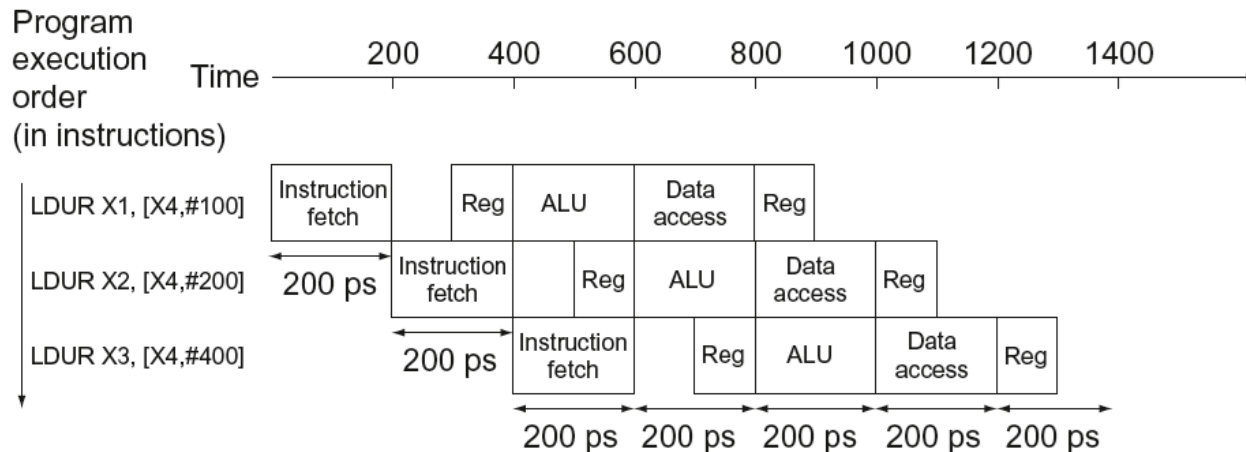 Program
execution
order
(in instructions)
Time
200 400 600 800 1000 1200 1400
LDUR X1, [X4,#100]
Instruction
fetch
Reg
ALU
Data
access
Reg
200 ps
LDUR X2, [X4,#200]
Instruction
fetch
Reg
ALU
Data
access
Reg
200 ps
LDUR X3, [X4,#400]
Instruction
fetch
Reg
ALU
Data
access
Reg
200 ps 200 ps 200 ps 200 ps 200 ps